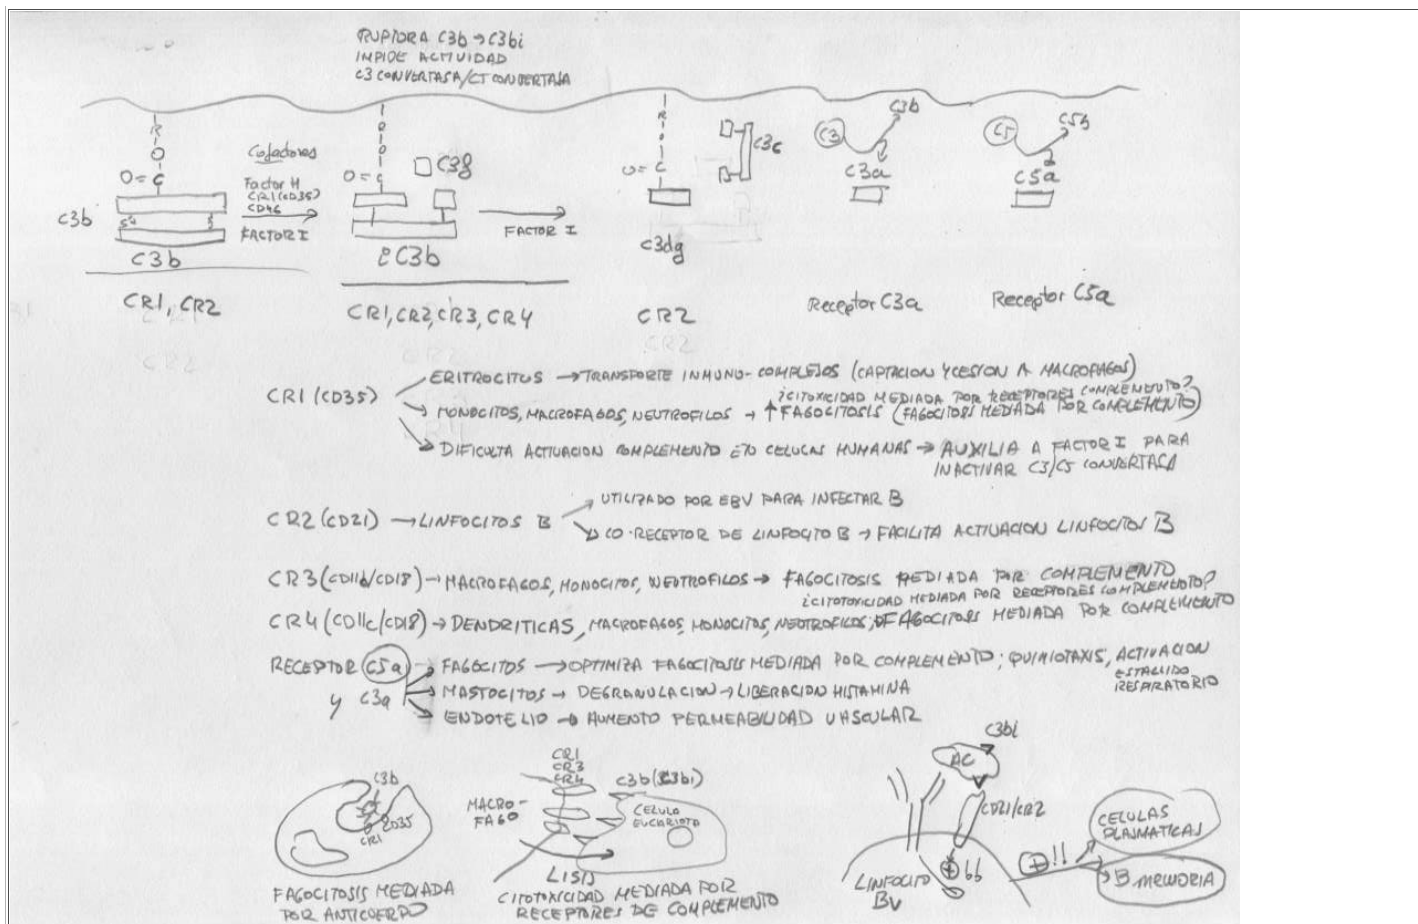 RUPTORA C3b → C3bi
INPIDE ACTIVIDAD
C3 CONVERTASA/CT CONVERTASA
R
O
O=C
C3b
S
S
C3b
CR1, CR2
Cofactores
Factor H
CR1(CD35)
CD46
FACTOR I
R
O
O=C
C3g
C3b
CR1, CR2, CR3, CR4
FACTOR I
R
O
O=C
C3dg
C3c
CR2
C3
C3b
C3a
Receptor C3a
C5
C5b
C5a
Receptor C5a
CR1 (CD35)
ERITROCITOS → TRANSPORTE INMUNO-COMPLEJOS (CAPTACION Y CESION A MACROFAGOS)
¿CITOTOXICIDAD MEDIADA POR RECEPTORES COMPLEMENTO?
MONOCITOS, MACROFAGOS, NEUTROFILOS → ↑ FAGOCITOSIS (FAGOCITOSIS MEDIADA POR COMPLEMENTO)
DIFICULTA ACTUACION COMPLEMENTO EN CELULAS HUMANAS → AUXILIA A FACTOR I PARA
INACTIVAR C3/C5 CONVERTASA
CR2 (CD21) → LINFOCITOS B
UTILIZADO POR EBV PARA INFECTAR B
CO-RECEPTOR DE LINFOCITO B → FACILITA ACTIVACION LINFOCITOS B
CR3 (CD11b/CD18) → MACROFAGOS, MONOCITOS, NEUTROFILOS → FAGOCITOSIS MEDIADA POR COMPLEMENTO
¿CITOTOXICIDAD MEDIADA POR RECEPTORES COMPLEMENTO?
CR4 (CD11c/CD18) → DENDRITICAS, MACROFAGOS, MONOCITOS, NEUTROFILOS, FAGOCITOSIS MEDIADA POR COMPLEMENTO
RECEPTOR C5a → FAGOCITOS → OPTIMIZA FAGOCITOSIS MEDIADA POR COMPLEMENTO; QUIMIOTAXIS, ACTIVACION
ESTALLIDO
RESPIRATORIO
Y C3a
MASTOCITOS → DEGRANULACION → LIBERACION HISTAMINA
ENDOTELIO → AUMENTO PERMEABILIDAD VASCULAR
C3b
CD35
CR1
FAGOCITOSIS MEDIADA
POR ANTICUERPO
CR1
CR3
CR4
C3b (C3bi)
MACRO-
FAGO
CELULA
EUCARIOTA
LISIS
CITOTOXICIDAD MEDIADA POR
RECEPTORES DE COMPLEMENTO
C3bi
AC
CD21/CR2
LINFOCITO
BV
+
+ !!
CELULAS
PLASMATICAS
B MEMORIA